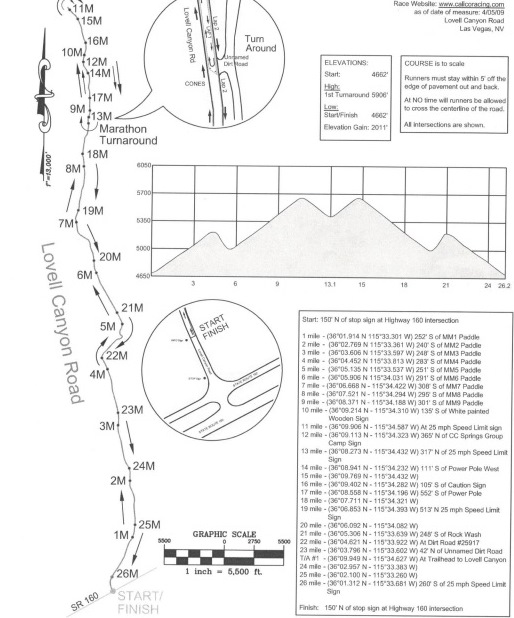 Race Website: www.calicoracing.com
as of date of measure: 4/05/09
Lovell Canyon Road
Las Vegas, NV
11M
15M
16M
10M
12M
14M
17M
9M
13M
Marathon
Turnaround
18M
8M
19M
7M
20M
6M
21M
5M
22M
4M
23M
3M
24M
2M
25M
1M
26M
START/
FINISH
SR 160
Lovell Canyon Road
1"=13,000'
Lovell Canyon Rd
Lap 2
Lap 1
Unnamed
Dirt Road
CONES
Turn
Around
ELEVATIONS:
Start: 4662'
High:
1st Turnaround 5906'
Low:
Start/Finish 4662'
Elevation Gain: 2011'
COURSE is to scale
Runners must stay within 5' off the
edge of pavement out and back.
At NO time will runners be allowed
to cross the centerline of the road.
All intersections are shown.
6050
5700
5350
5000
4650
3 6 9 13.1 15 18 21 24 26.2
START
FINISH
GRAPHIC SCALE
5500 0 2750 5500
1 inch = 5,500 ft.
Start: 150' N of stop sign at Highway 160 intersection
1 mile - (36°01.914 N 115°33.301 W) 252' S of MM1 Paddle
2 mile - (36°02.769 N 115°33.361 W) 240' S of MM2 Paddle
3 mile - (36°03.606 N 115°33.597 W) 248' S of MM3 Paddle
4 mile - (36°04.452 N 115°33.813 W) 283' S of MM4 Paddle
5 mile - (36°05.135 N 115°33.537 W) 251' S of MM5 Paddle
6 mile - (36°05.906 N 115°34.031 W) 291' S of MM6 Paddle
7 mile - (36°06.668 N 115°34.422 W) 308' S of MM7 Paddle
8 mile - (36°07.521 N 115°34.294 W) 295' S of MM8 Paddle
9 mile - (36°08.371 N 115°34.188 W) 301' S of MM9 Paddle
10 mile - (36°09.214 N 115°34.310 W) 135' S of White painted
Wooden Sign
11 mile - (36°09.906 N 115°34.587 W) At 25 mph Speed Limit sign
12 mile - (36°09.113 N 115°34.323 W) 365' N of CC Springs Group
Camp Sign
13 mile - (36°08.273 N 115°34.432 W) 317' N of 25 mph Speed Limit
Sign
14 mile - (36°08.941 N 115°34.232 W) 111' S of Power Pole West
15 mile - (36°09.769 N 115°34.432 W)
16 mile - (36°09.402 N 115°34.282 W) 105' S of Caution Sign
17 mile - (36°08.558 N 115°34.196 W) 552' S of Power Pole
18 mile - (36°07.711 N 115°34.321 W)
19 mile - (36°06.853 N 115°34.393 W) 513' N 25 mph Speed Limit
Sign
20 mile - (36°06.092 N 115°34.082 W)
21 mile - (36°05.306 N 115°33.639 W) 248' S of Rock Wash
22 mile - (36°04.621 N 115°33.922 W) At Dirt Road #25917
23 mile - (36°03.796 N 115°33.602 W) 42' N of Unnamed Dirt Road
T/A #1 - (36°09.949 N 115°34.627 W) At Trailhead to Lovell Canyon
24 mile - (36°02.957 N 115°33.383 W)
25 mile - (36°02.100 N 115°33.260 W)
26 mile - (36°01.312 N 115°33.681 W) 260' S of 25 mph Speed Limit
Sign
Finish: 150' N of stop sign at Highway 160 intersection